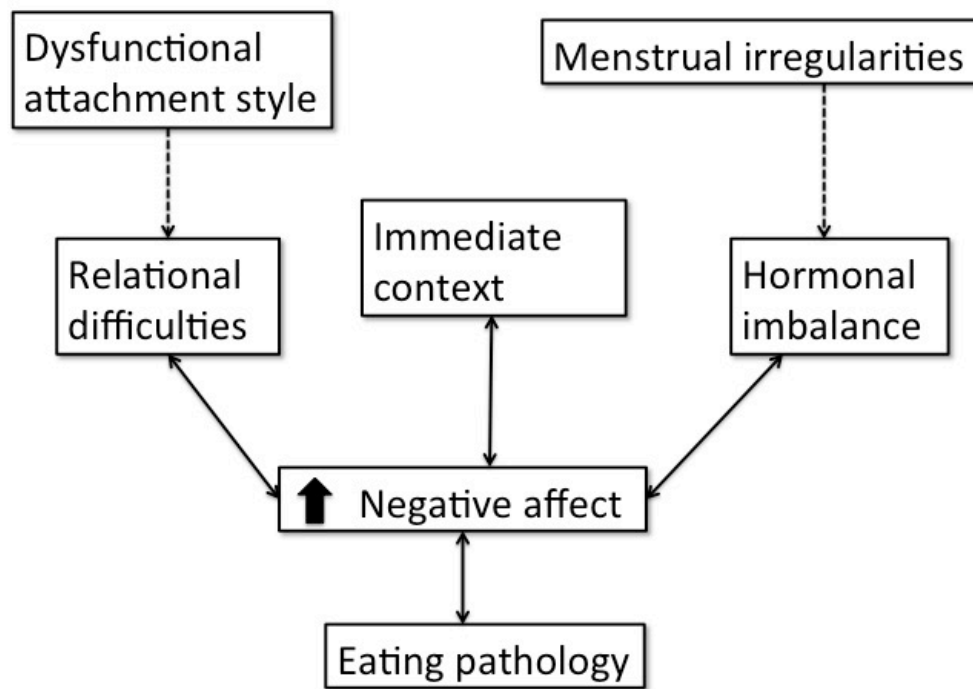 Dysfunctional
attachment style
Menstrual irregularities
Relational
difficulties
Immediate
context
Hormonal
imbalance
Negative affect
Eating pathology